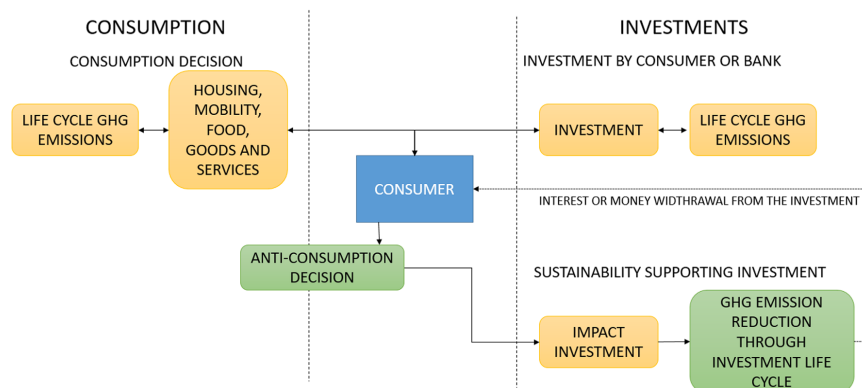 CONSUMPTION
INVESTMENTS
CONSUMPTION DECISION
INVESTMENT BY CONSUMER OR BANK
LIFE CYCLE GHG
EMISSIONS
HOUSING,
MOBILITY,
FOOD,
GOODS AND
SERVICES
INVESTMENT
LIFE CYCLE GHG
EMISSIONS
CONSUMER
INTEREST OR MONEY WIDTHRAWAL FROM THE INVESTMENT
ANTI-CONSUMPTION
DECISION
SUSTAINABILITY SUPPORTING INVESTMENT
IMPACT
INVESTMENT
GHG EMISSION
REDUCTION
THROUGH
INVESTMENT LIFE
CYCLE